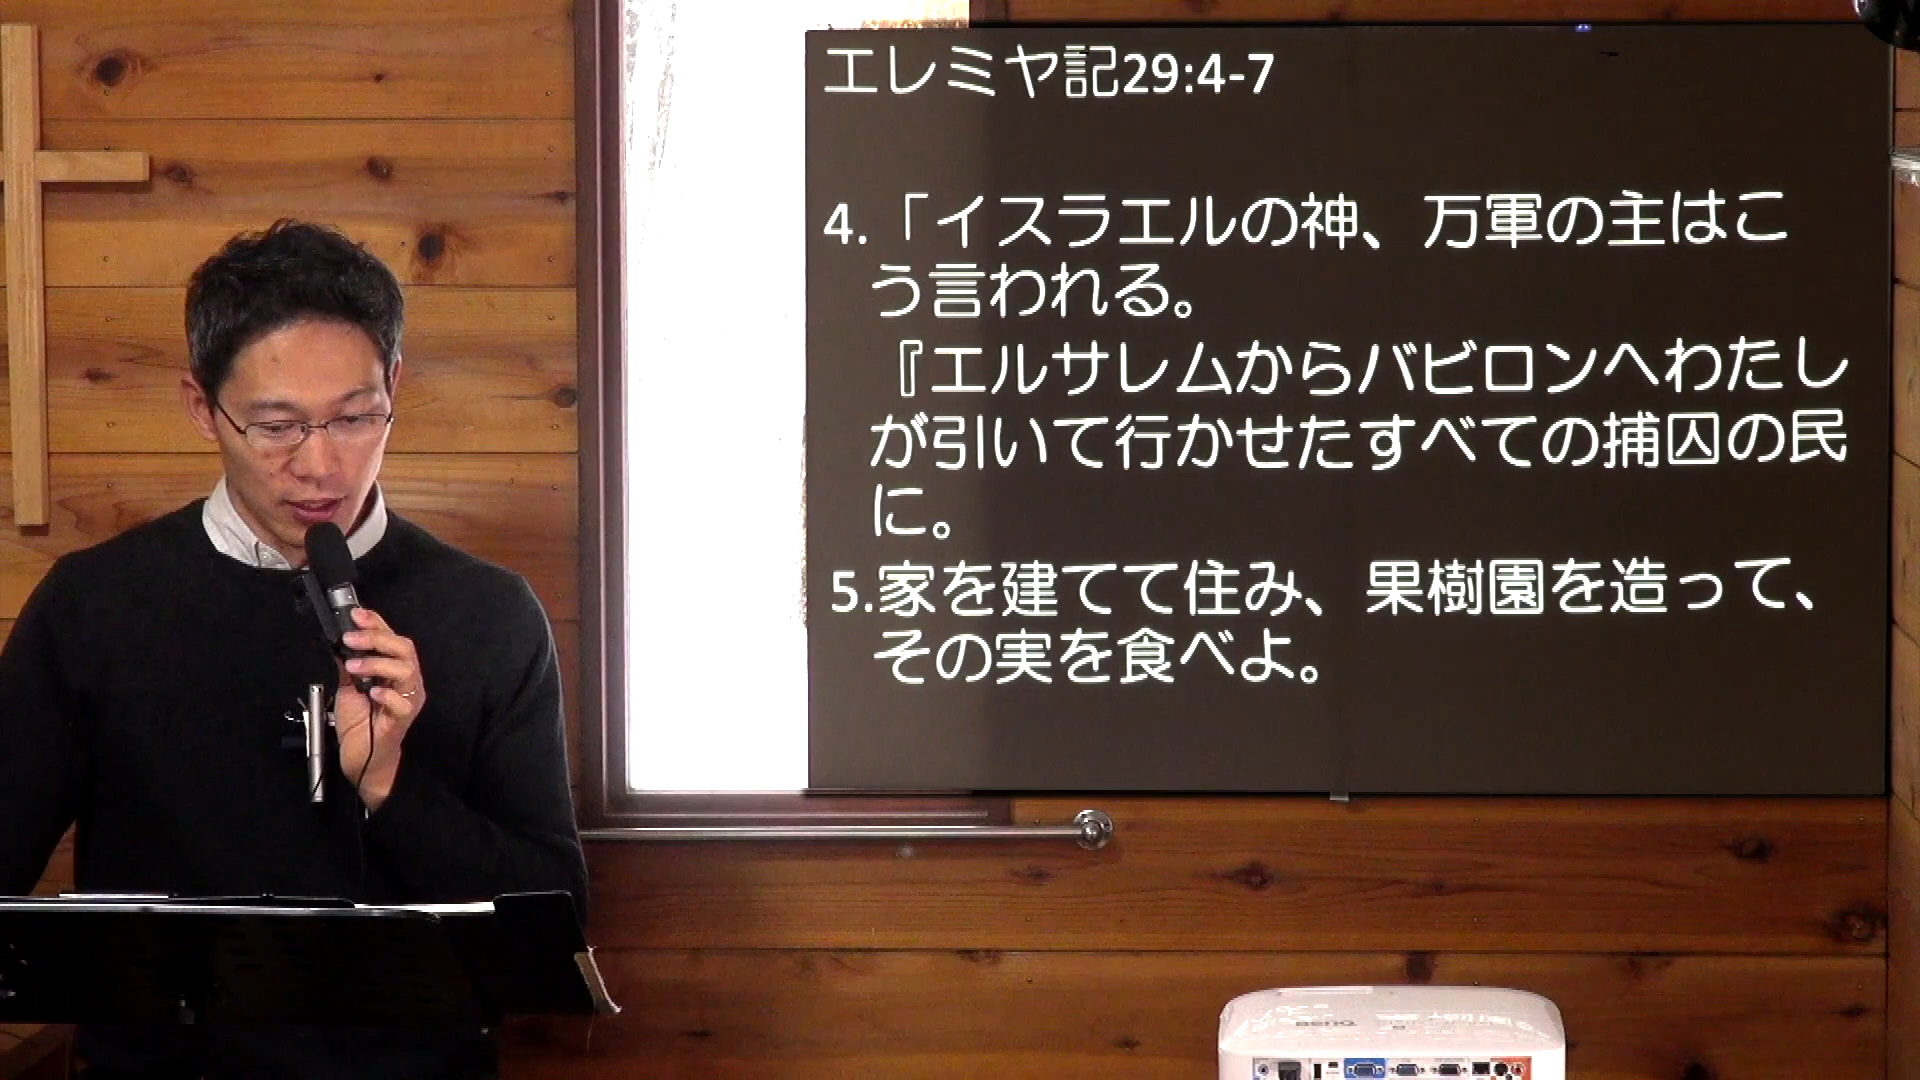 エレミヤ記29:4-7
4.「イスラエルの神、万軍の主はこ
う言われる。
『エルサレムからバビロンへわたし
が引いて行かせたすべての捕囚の民
に。
5.家を建てて住み、果樹園を造って、
その実を食べよ。